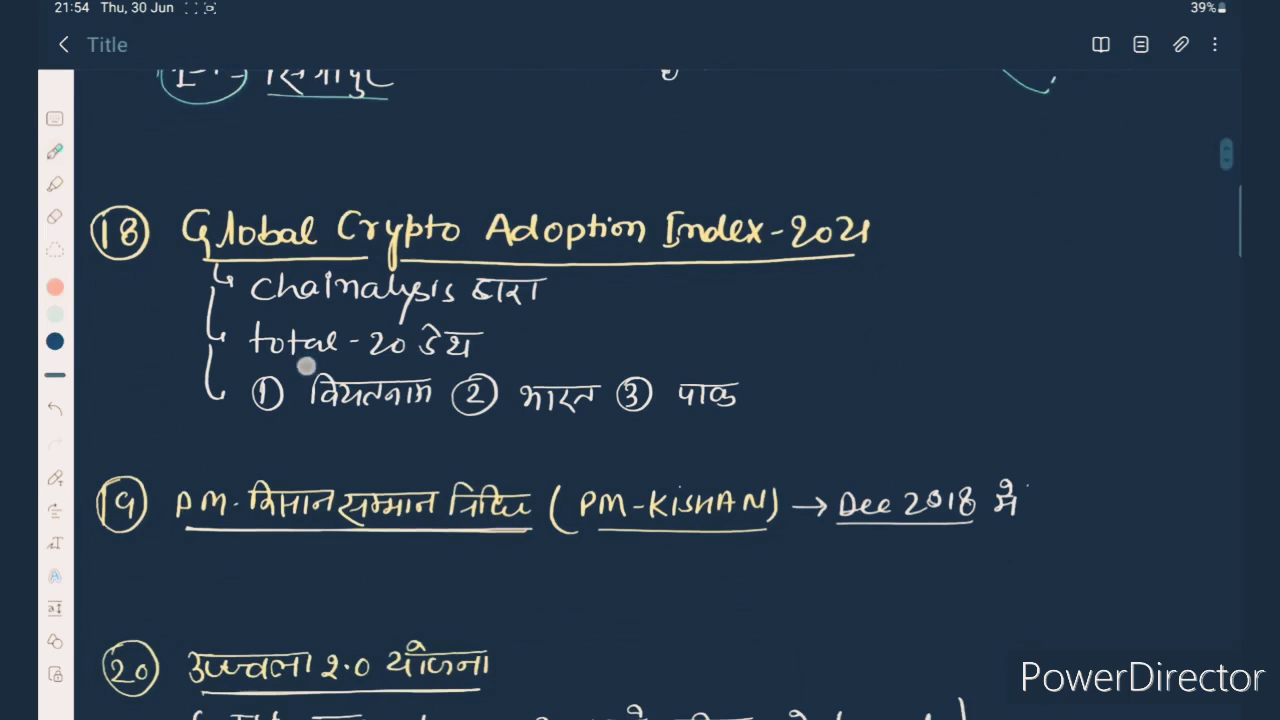 21:54 Thu, 30 Jun 39%
Title
सिंगापुर
18 Global Crypto Adoption Index-2021
Chainalysis द्वारा
total - 20 देश
① वियतनाम ② भारत ③ पाक
19 PM-किसान सम्मान निधि (PM-KISHAN) → Dec 2018 में
20 उज्ज्वला 2.0 योजना
PowerDirector